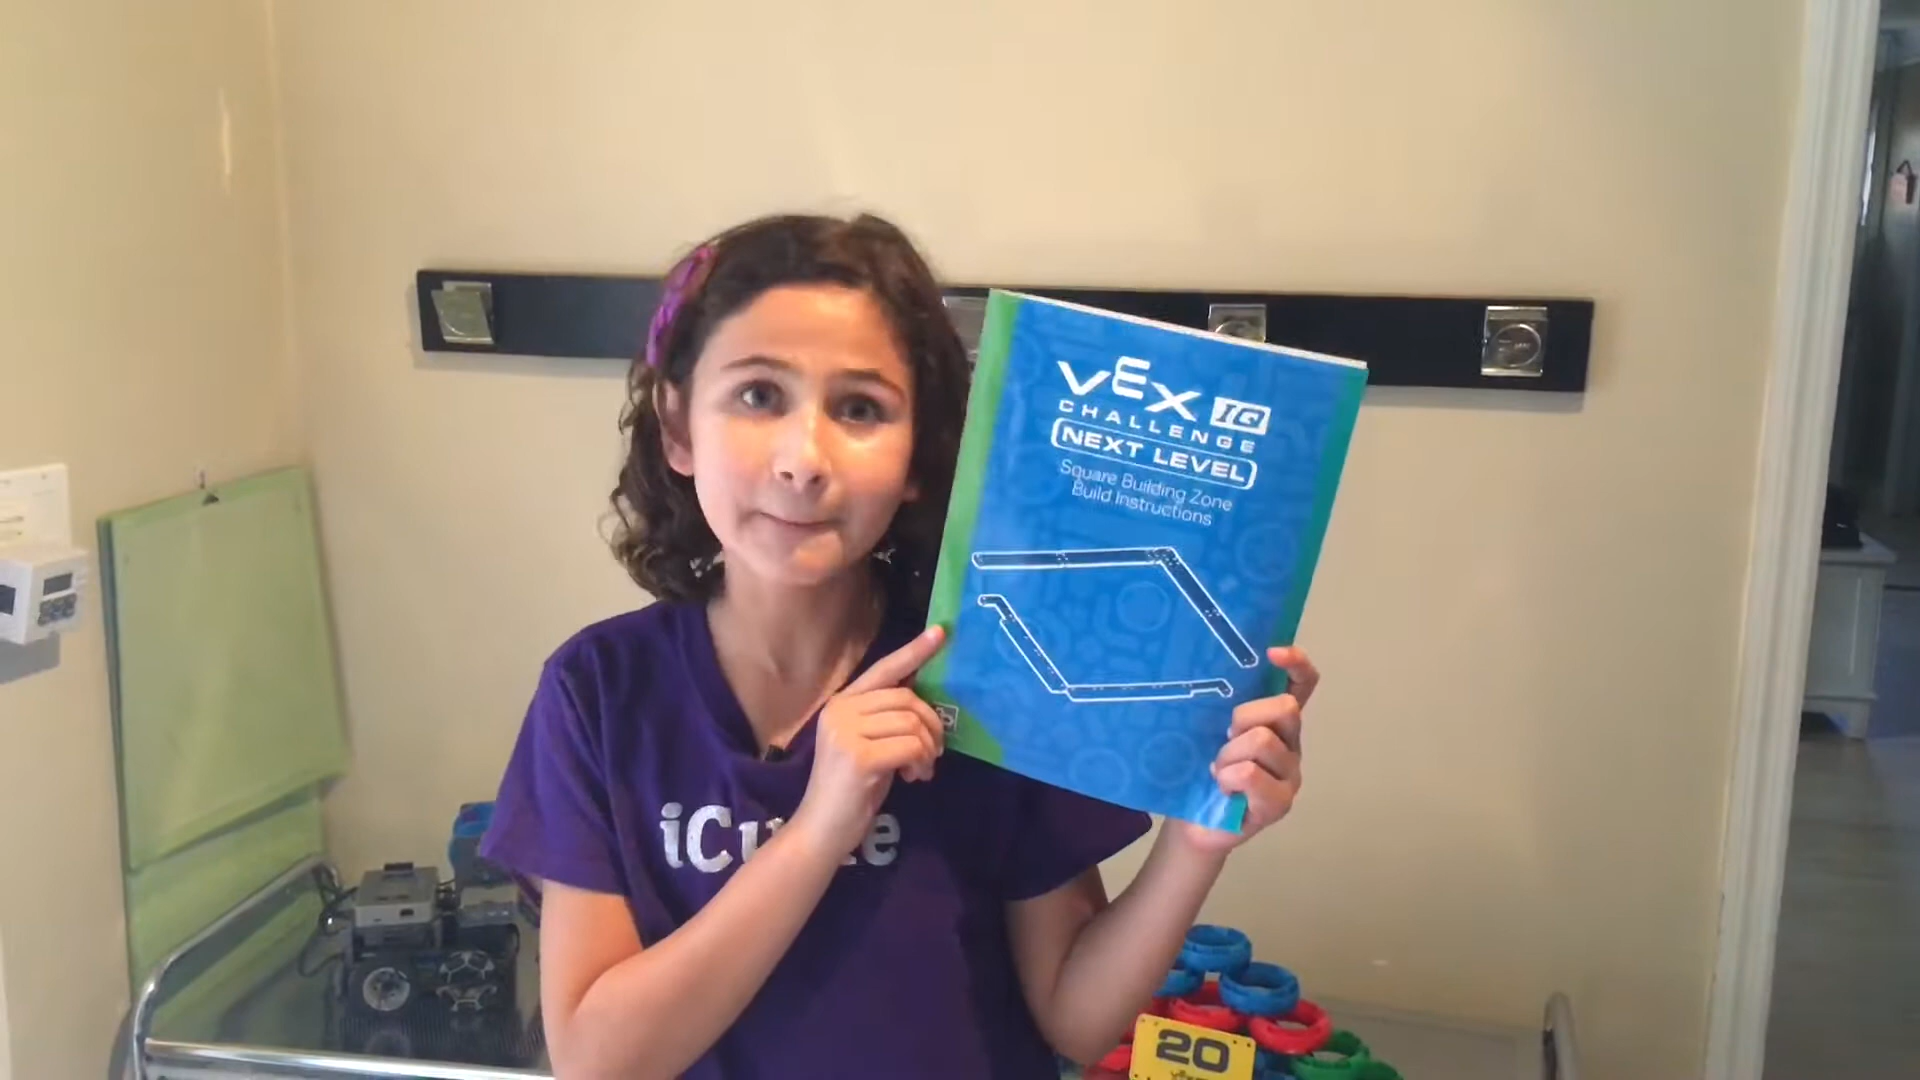 VEX IQ
CHALLENGE
NEXT LEVEL
Square Building Zone
Build Instructions
20